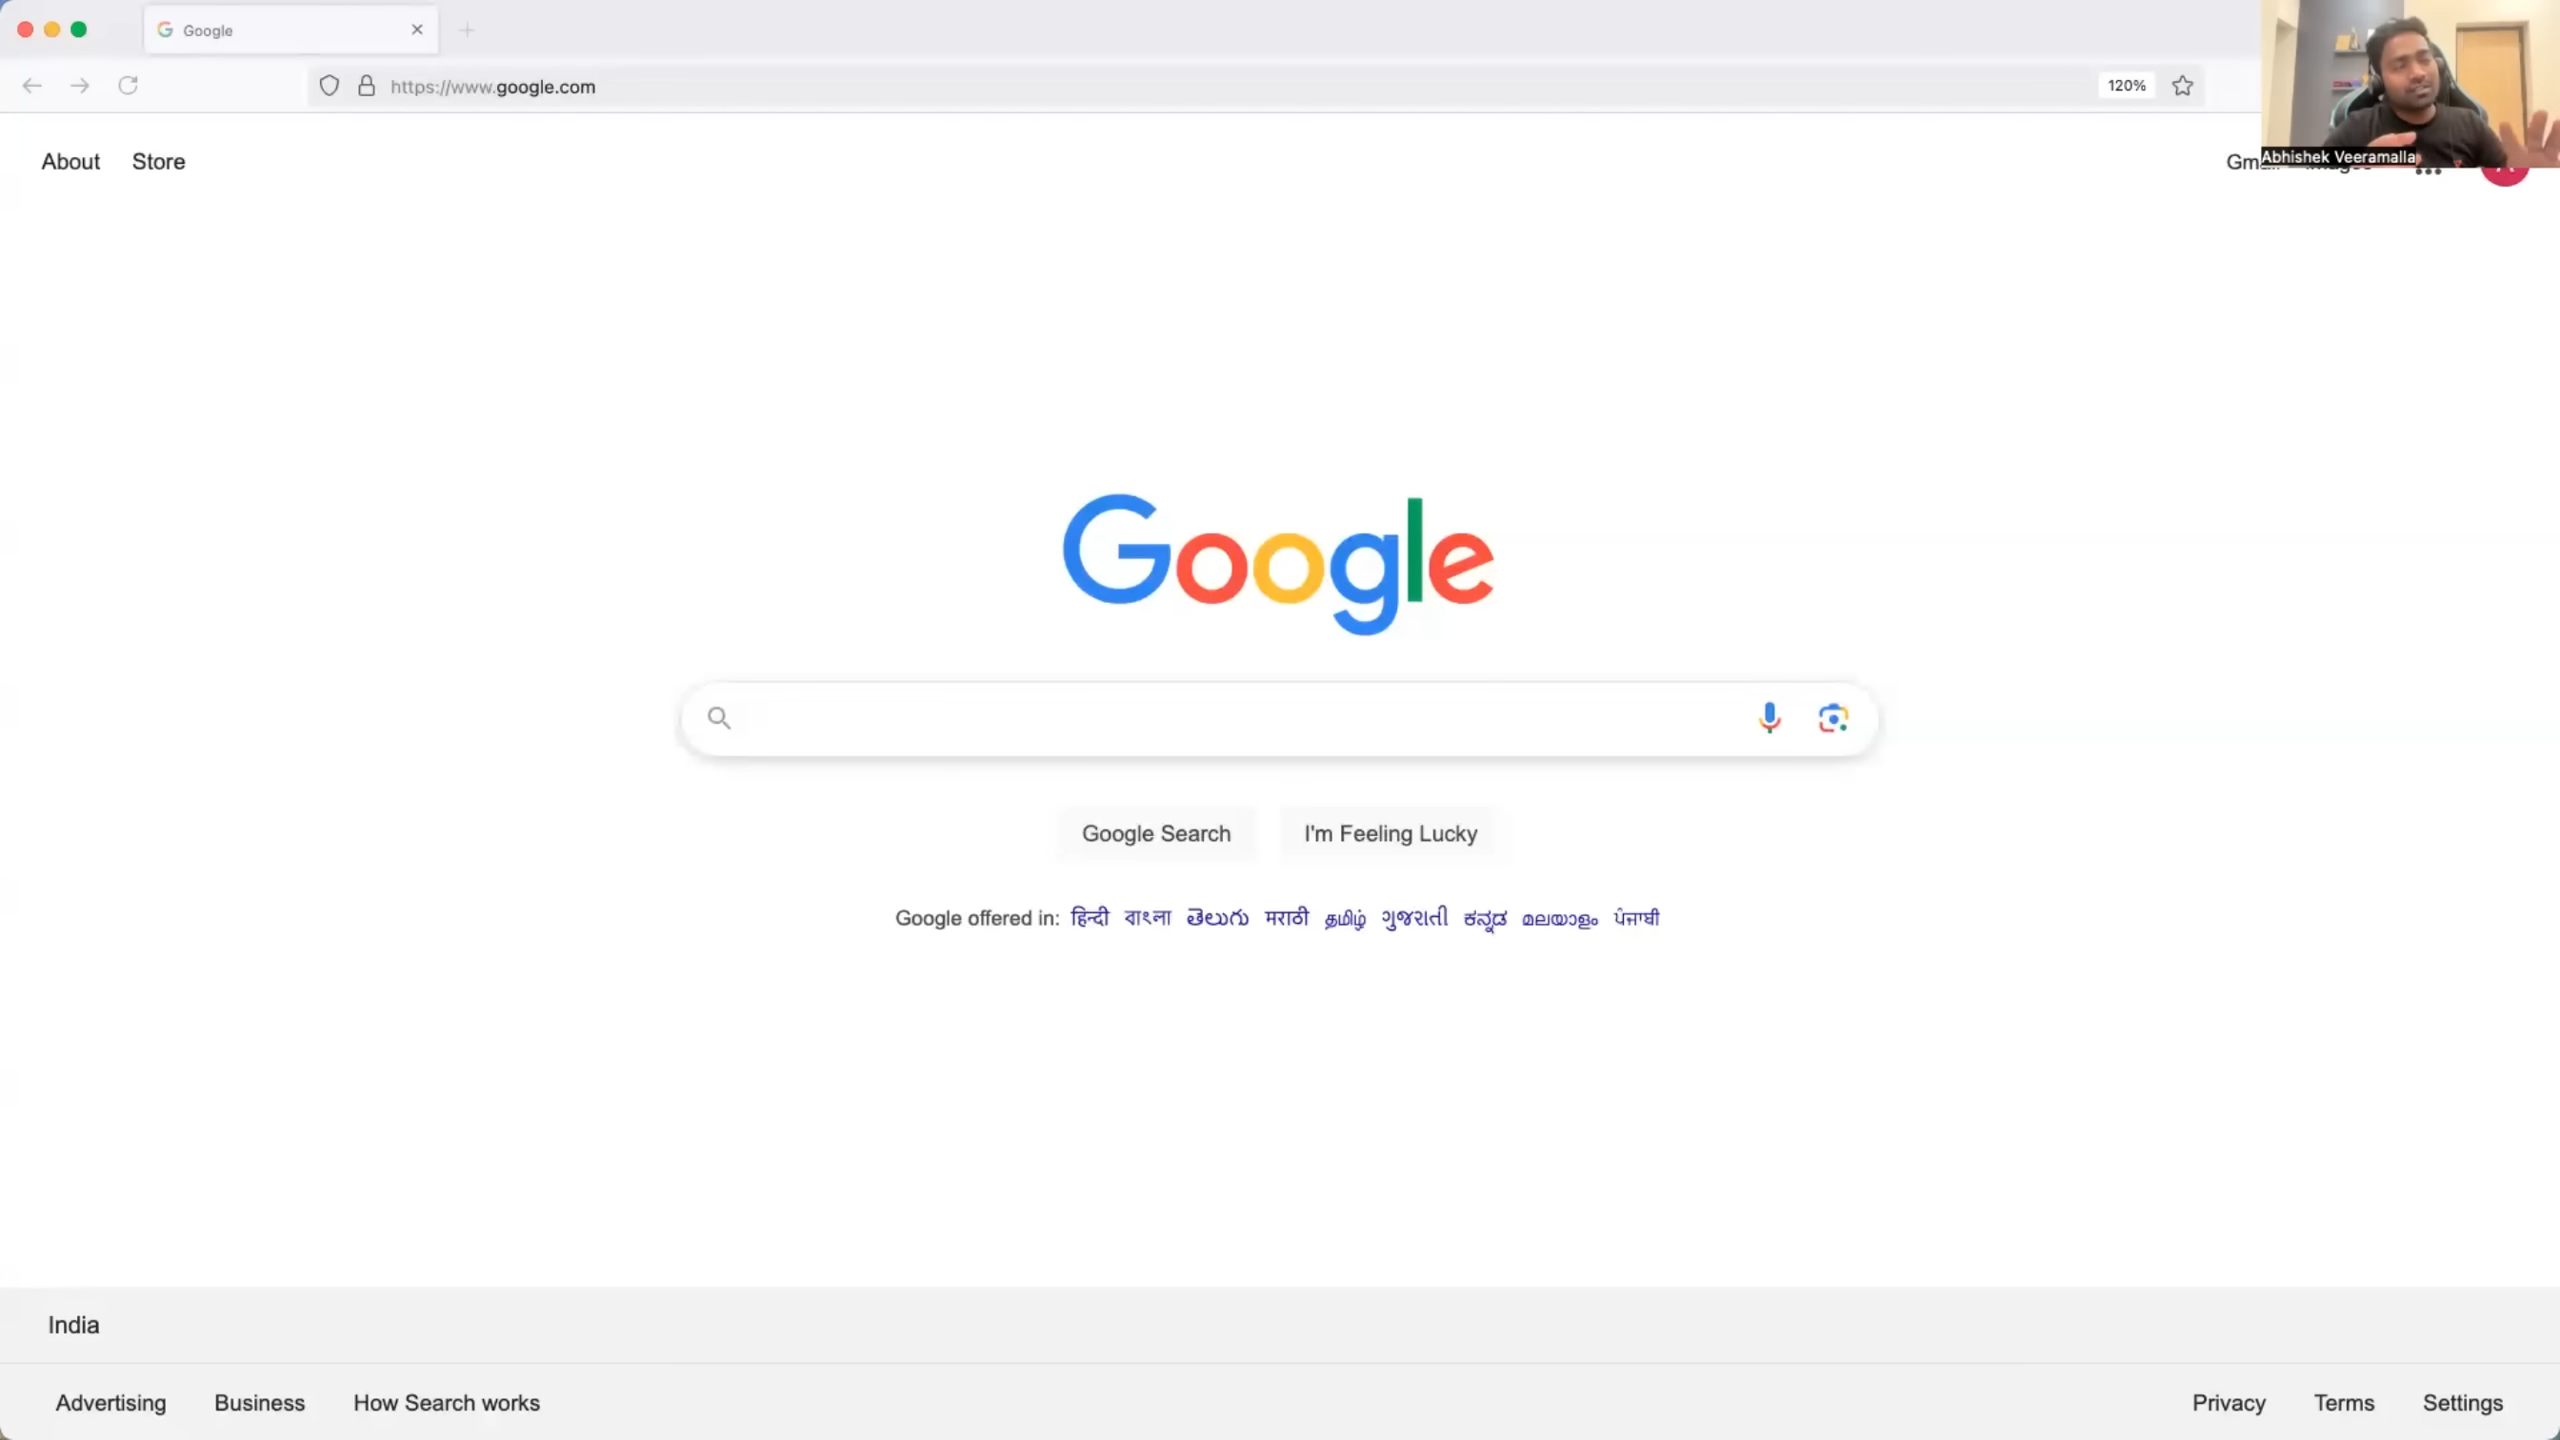 Google
https://www.google.com
120%
About Store
Abhishek Veeramalla
Google
Google Search I'm Feeling Lucky
Google offered in: हिन्दी বাংলা తెలుగు मराठी தமிழ் ગુજરાતી ಕನ್ನಡ മലയാളം ਪੰਜਾਬੀ
India
Advertising Business How Search works Privacy Terms Settings